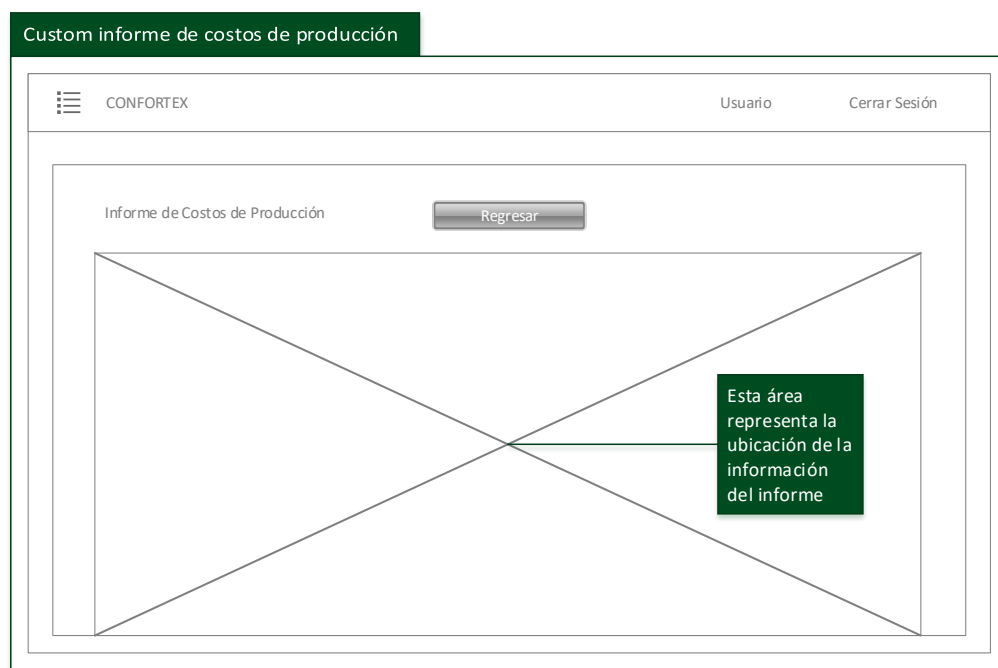 Custom informe de costos de producción
CONFORTEX
Usuario
Cerrar Sesión
Informe de Costos de Producción
Regresar
Esta área
representa la
ubicación de la
información
del informe